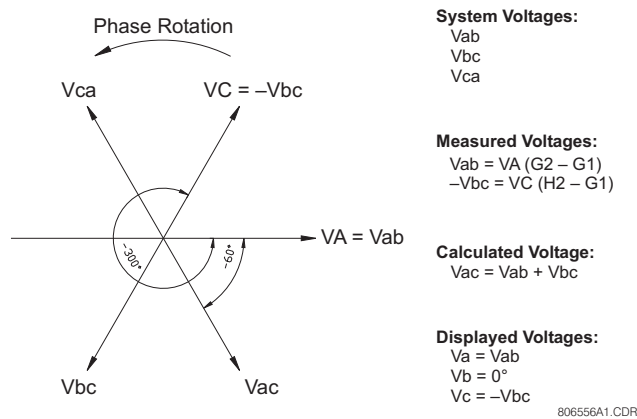 Phase Rotation
Vca
VC = –Vbc
VA = Vab
–300°
–60°
Vbc
Vac
System Voltages:
Vab
Vbc
Vca
Measured Voltages:
Vab = VA (G2 – G1)
–Vbc = VC (H2 – G1)
Calculated Voltage:
Vac = Vab + Vbc
Displayed Voltages:
Va = Vab
Vb = 0°
Vc = –Vbc
806556A1.CDR